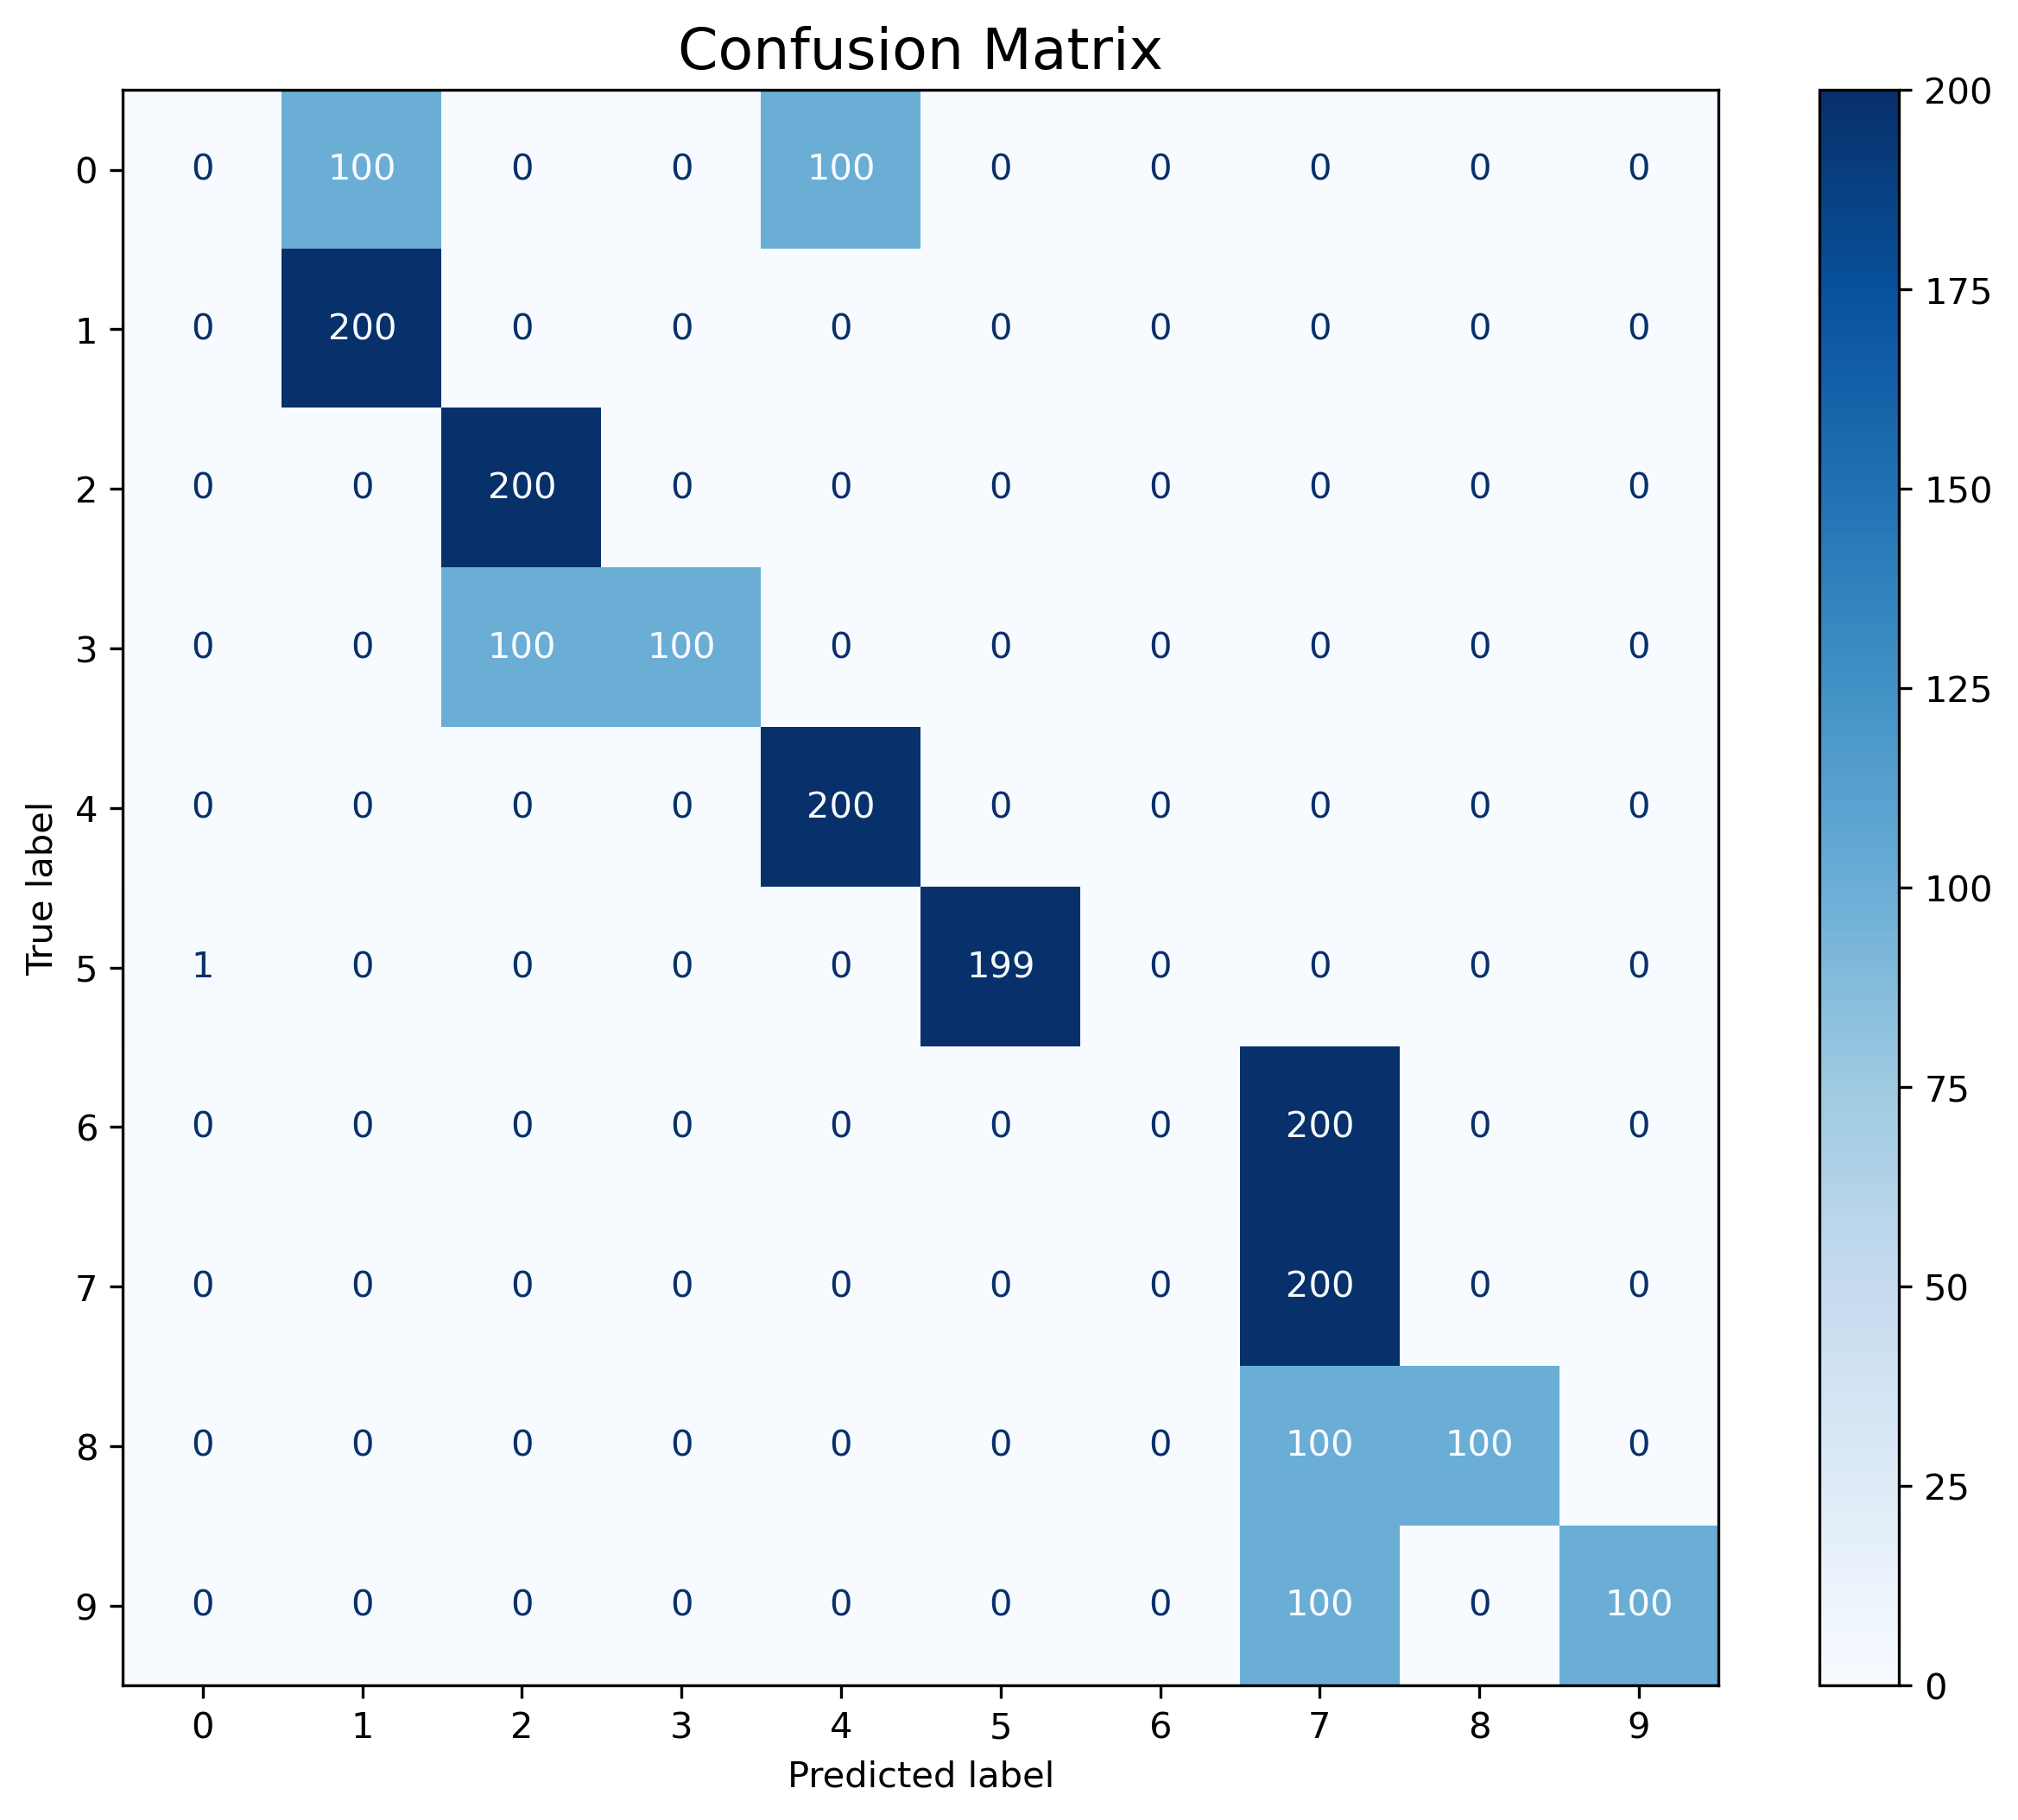 Confusion Matrix
0 0 100 0 0 100 0 0 0 0 0
1 0 200 0 0 0 0 0 0 0 0
2 0 0 200 0 0 0 0 0 0 0
3 0 0 100 100 0 0 0 0 0 0
4 0 0 0 0 200 0 0 0 0 0
5 1 0 0 0 0 199 0 0 0 0
6 0 0 0 0 0 0 0 200 0 0
7 0 0 0 0 0 0 0 200 0 0
8 0 0 0 0 0 0 0 100 100 0
9 0 0 0 0 0 0 0 100 0 100
0 1 2 3 4 5 6 7 8 9
Predicted label
True label
200
175
150
125
100
75
50
25
0